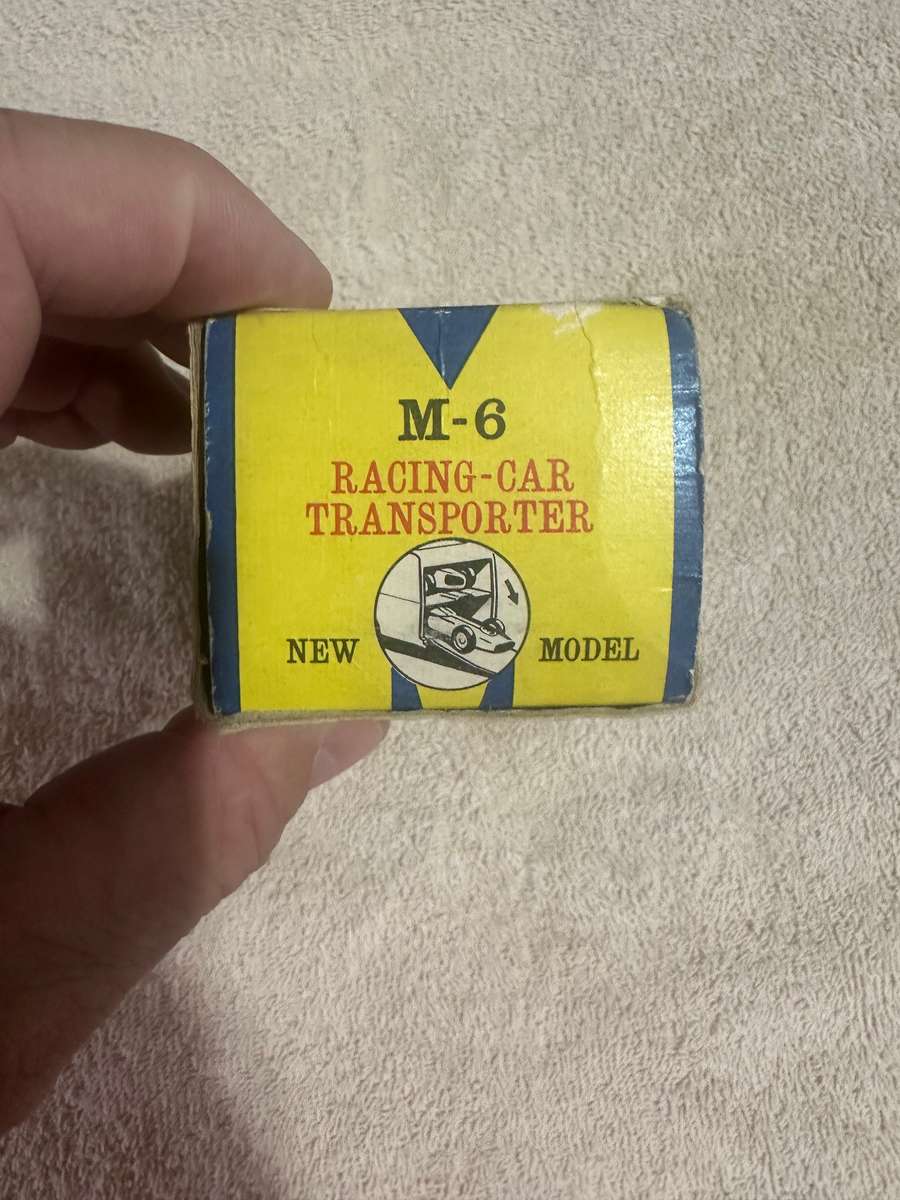 M-6
RACING-CAR
TRANSPORTER
NEW MODEL